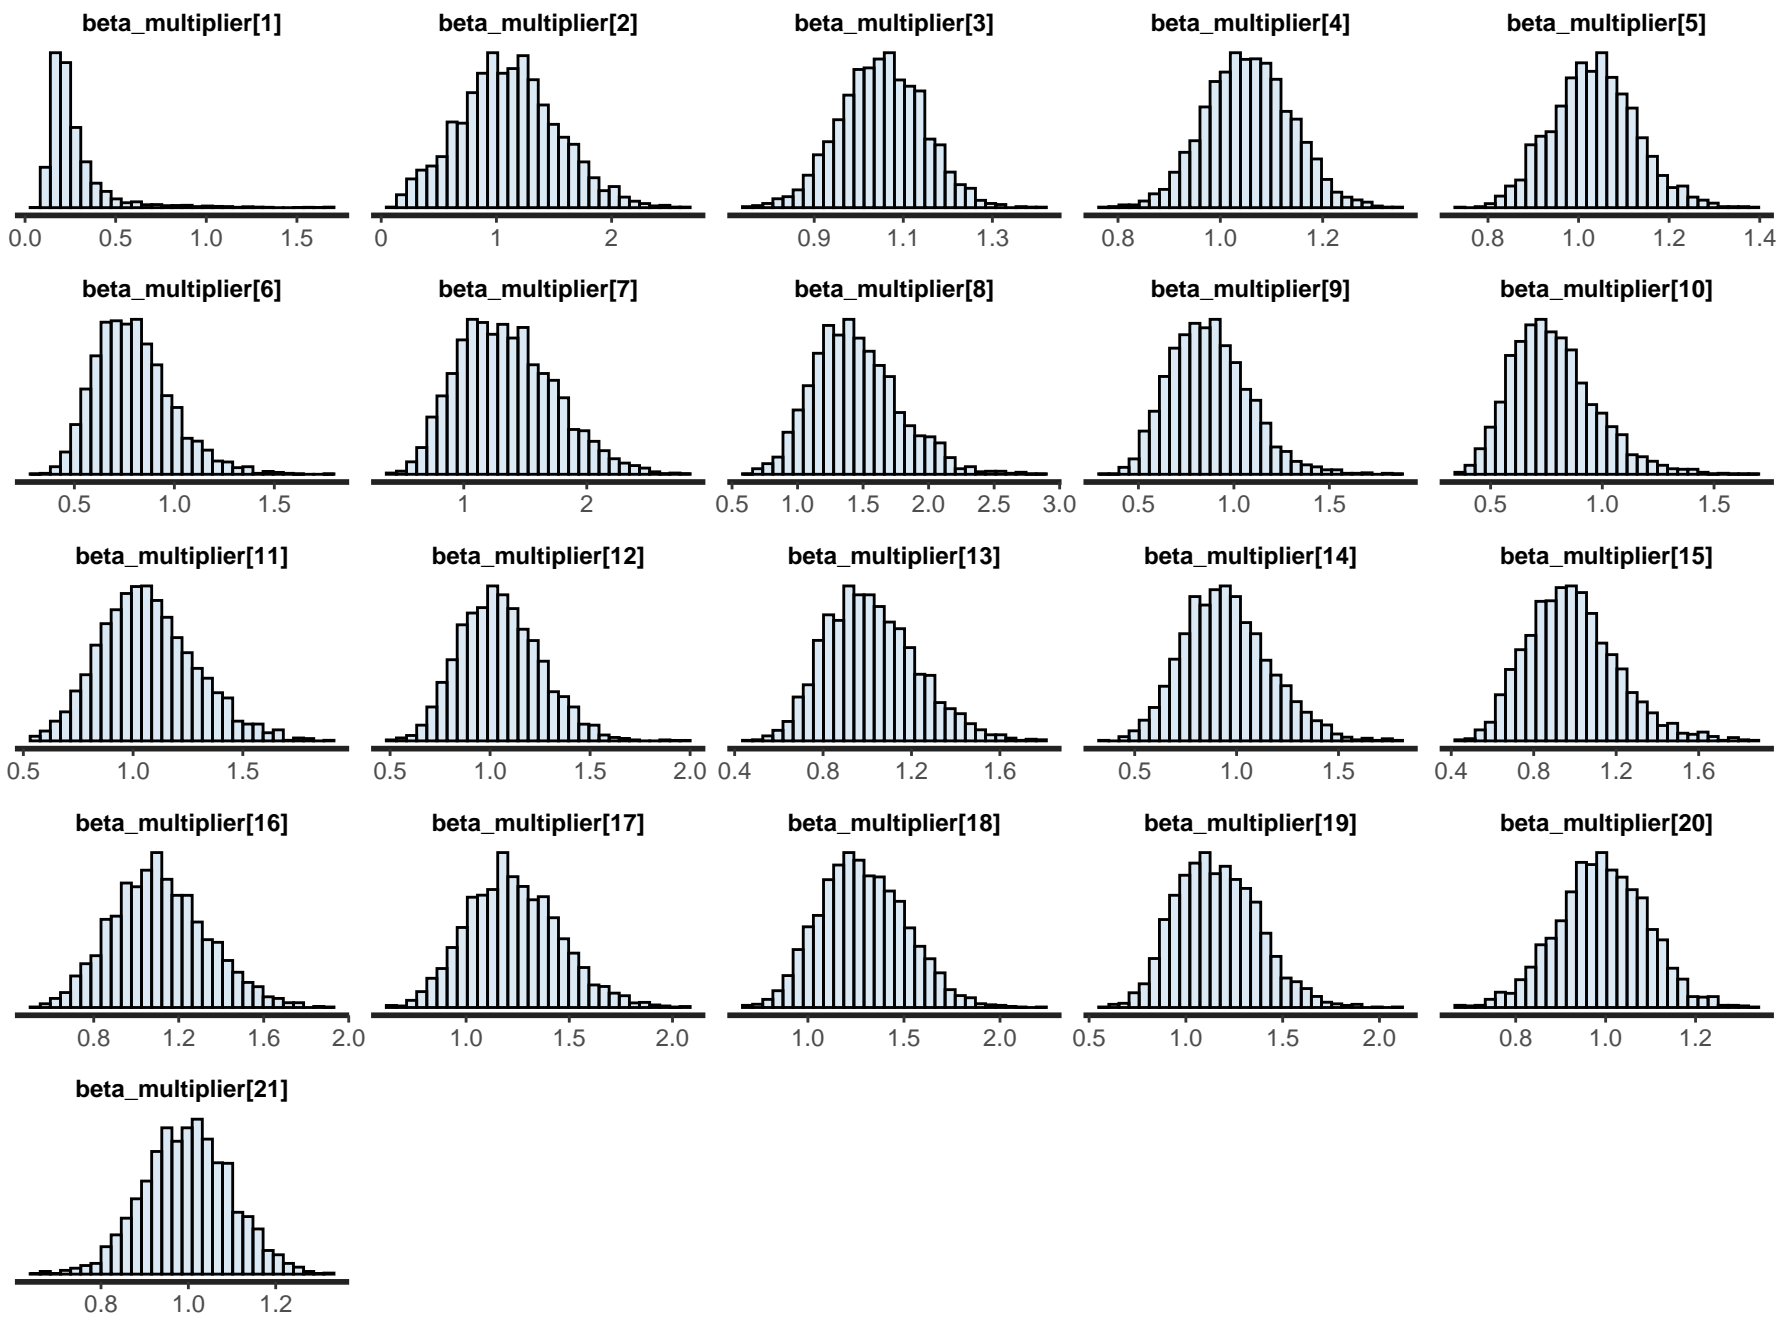 beta_multiplier[1] beta_multiplier[2] beta_multiplier[3] beta_multiplier[4] beta_multiplier[5]
0.0 0.5 1.0 1.5 0 1 2 0.9 1.1 1.3 0.8 1.0 1.2 0.8 1.0 1.2 1.4
beta_multiplier[6] beta_multiplier[7] beta_multiplier[8] beta_multiplier[9] beta_multiplier[10]
0.5 1.0 1.5 1 2 0.5 1.0 1.5 2.0 2.5 3.0 0.5 1.0 1.5 0.5 1.0 1.5
beta_multiplier[11] beta_multiplier[12] beta_multiplier[13] beta_multiplier[14] beta_multiplier[15]
0.5 1.0 1.5 0.5 1.0 1.5 2.0 0.4 0.8 1.2 1.6 0.5 1.0 1.5 0.4 0.8 1.2 1.6
beta_multiplier[16] beta_multiplier[17] beta_multiplier[18] beta_multiplier[19] beta_multiplier[20]
0.8 1.2 1.6 2.0 1.0 1.5 2.0 1.0 1.5 2.0 0.5 1.0 1.5 2.0 0.8 1.0 1.2
beta_multiplier[21]
0.8 1.0 1.2